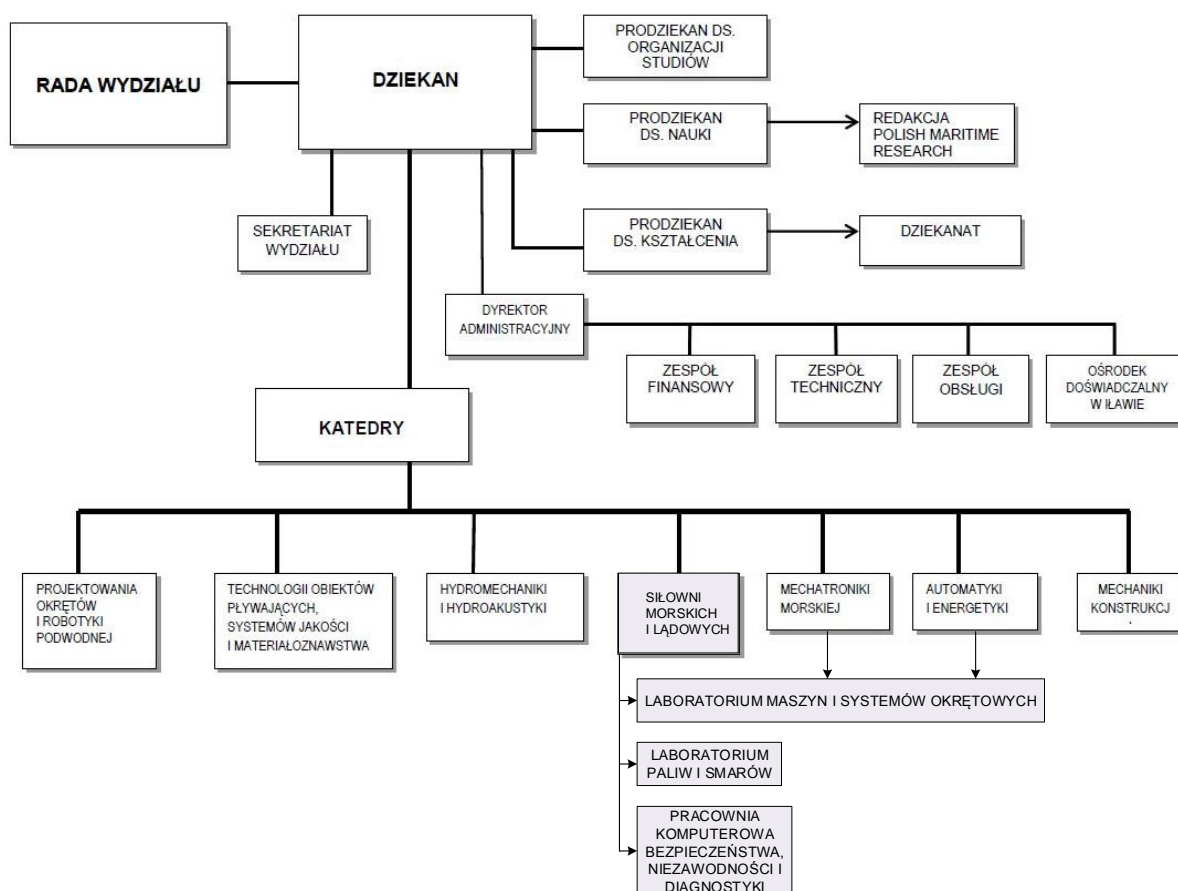 RADA WYDZIAŁU
DZIEKAN
PRODZIEKAN DS.
ORGANIZACJI
STUDIÓW
PRODZIEKAN
DS. NAUKI
REDAKCJA
POLISH MARITIME
RESEARCH
SEKRETARIAT
WYDZIAŁU
PRODZIEKAN
DS. KSZTAŁCENIA
DZIEKANAT
DYREKTOR
ADMINISTRACYJNY
ZESPÓŁ
FINANSOWY
ZESPÓŁ
TECHNICZNY
ZESPÓŁ
OBSŁUGI
OŚRODEK
DOŚWIADCZALNY
W IŁAWIE
KATEDRY
PROJEKTOWANIA
OKRĘTÓW
I ROBOTYKI
PODWODNEJ
TECHNOLOGII OBIEKTÓW
PŁYWAJĄCYCH,
SYSTEMÓW JAKOŚCI
I MATERIAŁOZNAWSTWA
HYDROMECHANIKI
I HYDROAKUSTYKI
SIŁOWNI
MORSKICH
I LĄDOWYCH
MECHATRONIKI
MORSKIEJ
AUTOMATYKI
I ENERGETYKI
MECHANIKI
KONSTRUKCJ
.
LABORATORIUM MASZYN I SYSTEMÓW OKRĘTOWYCH
LABORATORIUM
PALIW I SMARÓW
PRACOWNIA
KOMPUTEROWA
BEZPIECZEŃSTWA,
NIEZAWODNOŚCI I
DIAGNOSTYKI